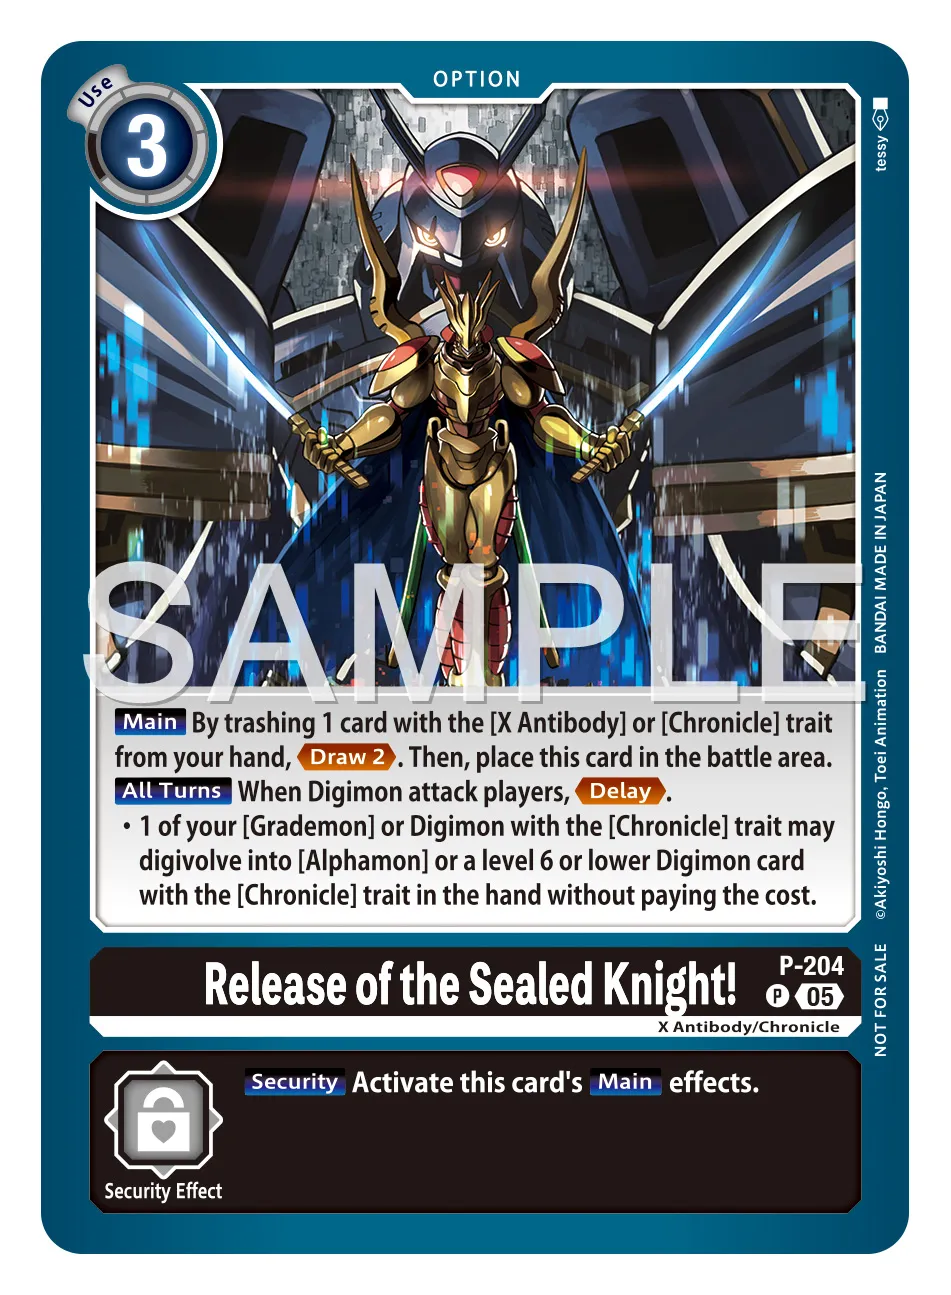 OPTION
Use
3
tessy
SAMPLE
Main By trashing 1 card with the [X Antibody] or [Chronicle] trait
from your hand, Draw 2. Then, place this card in the battle area.
All Turns When Digimon attack players, Delay.
・1 of your [Grademon] or Digimon with the [Chronicle] trait may
digivolve into [Alphamon] or a level 6 or lower Digimon card
with the [Chronicle] trait in the hand without paying the cost.
©Akiyoshi Hongo, Toei Animation BANDAI MADE IN JAPAN
NOT FOR SALE
Release of the Sealed Knight!
P-204
P 05
X Antibody/Chronicle
Security Activate this card's Main effects.
Security Effect